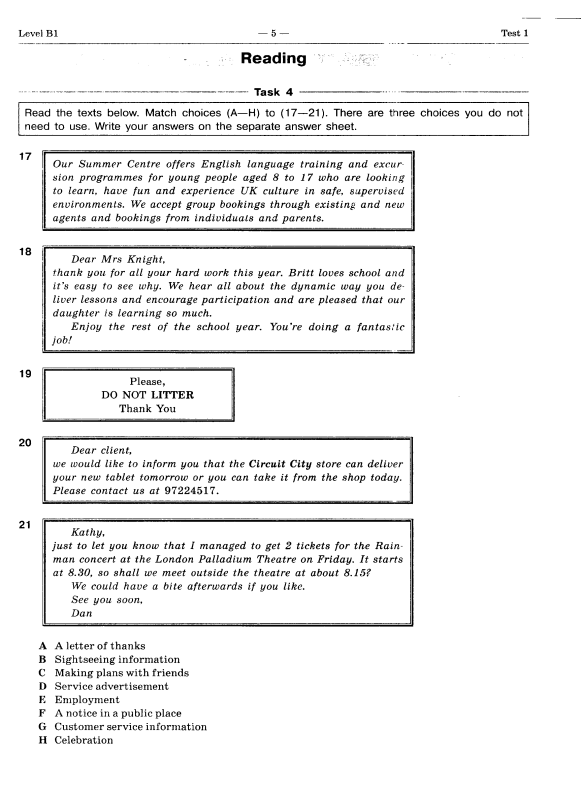 Level B1 — 5 — Test 1
Reading
Task 4
Read the texts below. Match choices (A—H) to (17—21). There are three choices you do not
need to use. Write your answers on the separate answer sheet.
17
Our Summer Centre offers English language training and excur-
sion programmes for young people aged 8 to 17 who are looking
to learn, have fun and experience UK culture in safe, supervised
environments. We accept group bookings through existing and new
agents and bookings from individuals and parents.
18
Dear Mrs Knight,
thank you for all your hard work this year. Britt loves school and
it's easy to see why. We hear all about the dynamic way you de-
liver lessons and encourage participation and are pleased that our
daughter is learning so much.
Enjoy the rest of the school year. You're doing a fantastic
job!
19
Please,
DO NOT LITTER
Thank You
20
Dear client,
we would like to inform you that the Circuit City store can deliver
your new tablet tomorrow or you can take it from the shop today.
Please contact us at 97224517.
21
Kathy,
just to let you know that I managed to get 2 tickets for the Rain-
man concert at the London Palladium Theatre on Friday. It starts
at 8.30, so shall we meet outside the theatre at about 8.15?
We could have a bite afterwards if you like.
See you soon,
Dan
A A letter of thanks
B Sightseeing information
C Making plans with friends
D Service advertisement
E Employment
F A notice in a public place
G Customer service information
H Celebration